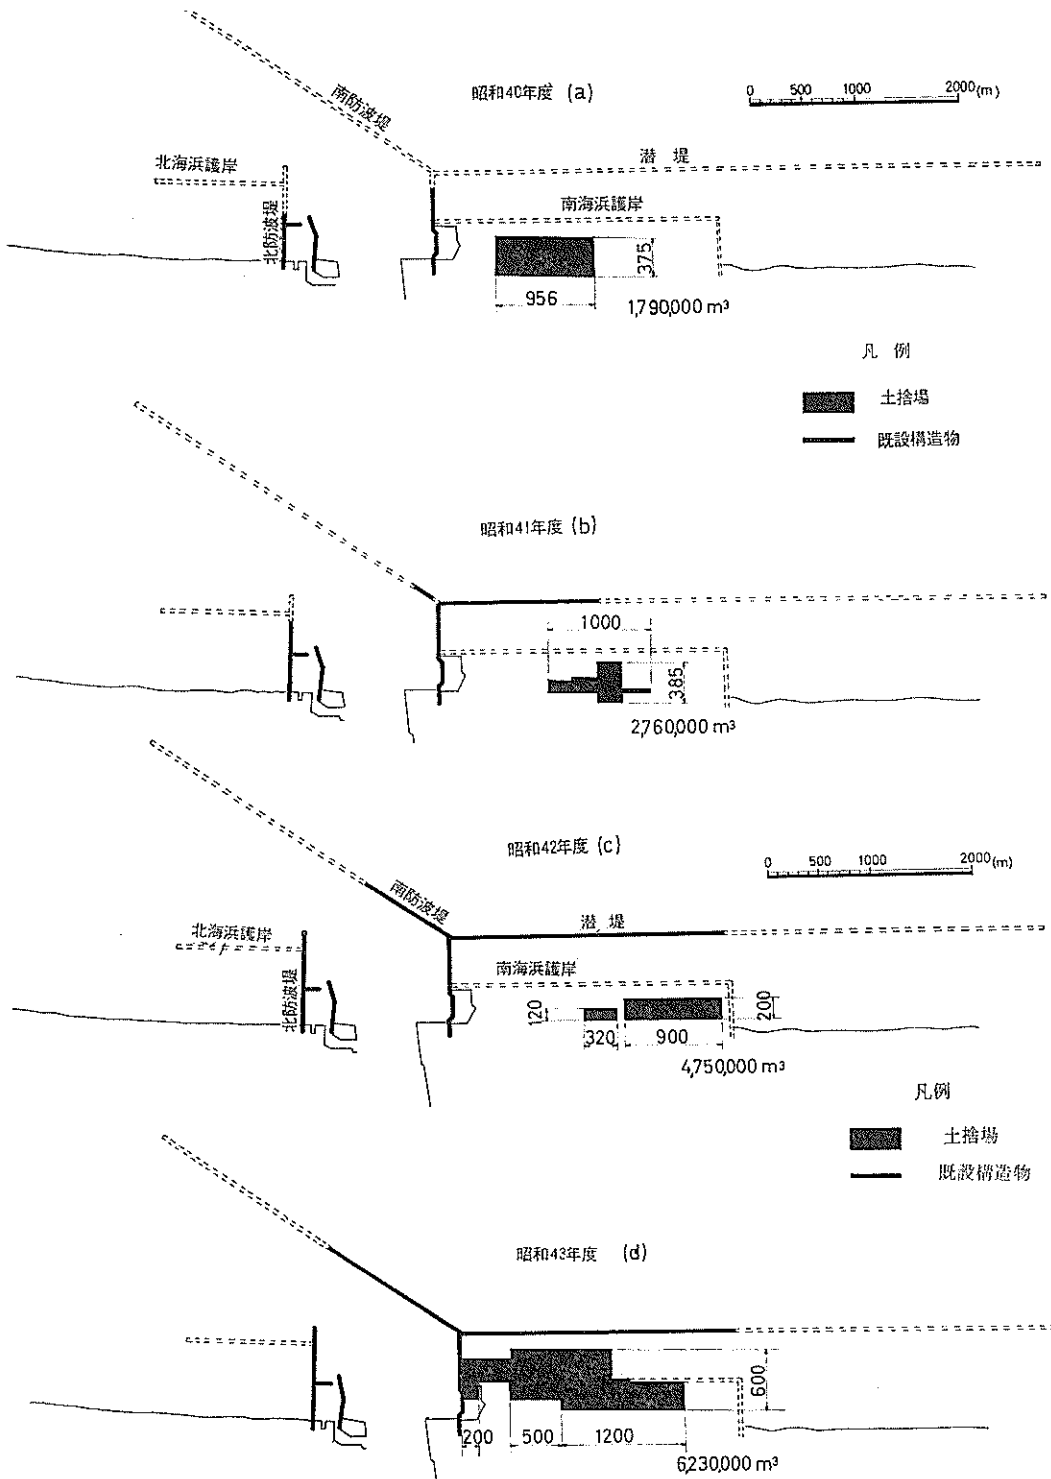 昭和40年度 (a)
0 500 1000 2000(m)
南防波堤
潜 堤
北海浜護岸
南海浜護岸
北防波堤
375
956
1,790,000 m³
凡 例
土捨場
既設構造物
昭和41年度 (b)
1000
385
2,760,000 m³
昭和42年度 (c)
0 500 1000 2000(m)
南防波堤
潜 堤
北海浜護岸
南海浜護岸
北防波堤
120
200
320 900
4,750,000 m³
凡例
土捨場
既設構造物
昭和43年度 (d)
600
200 500 1200
6,230,000 m³